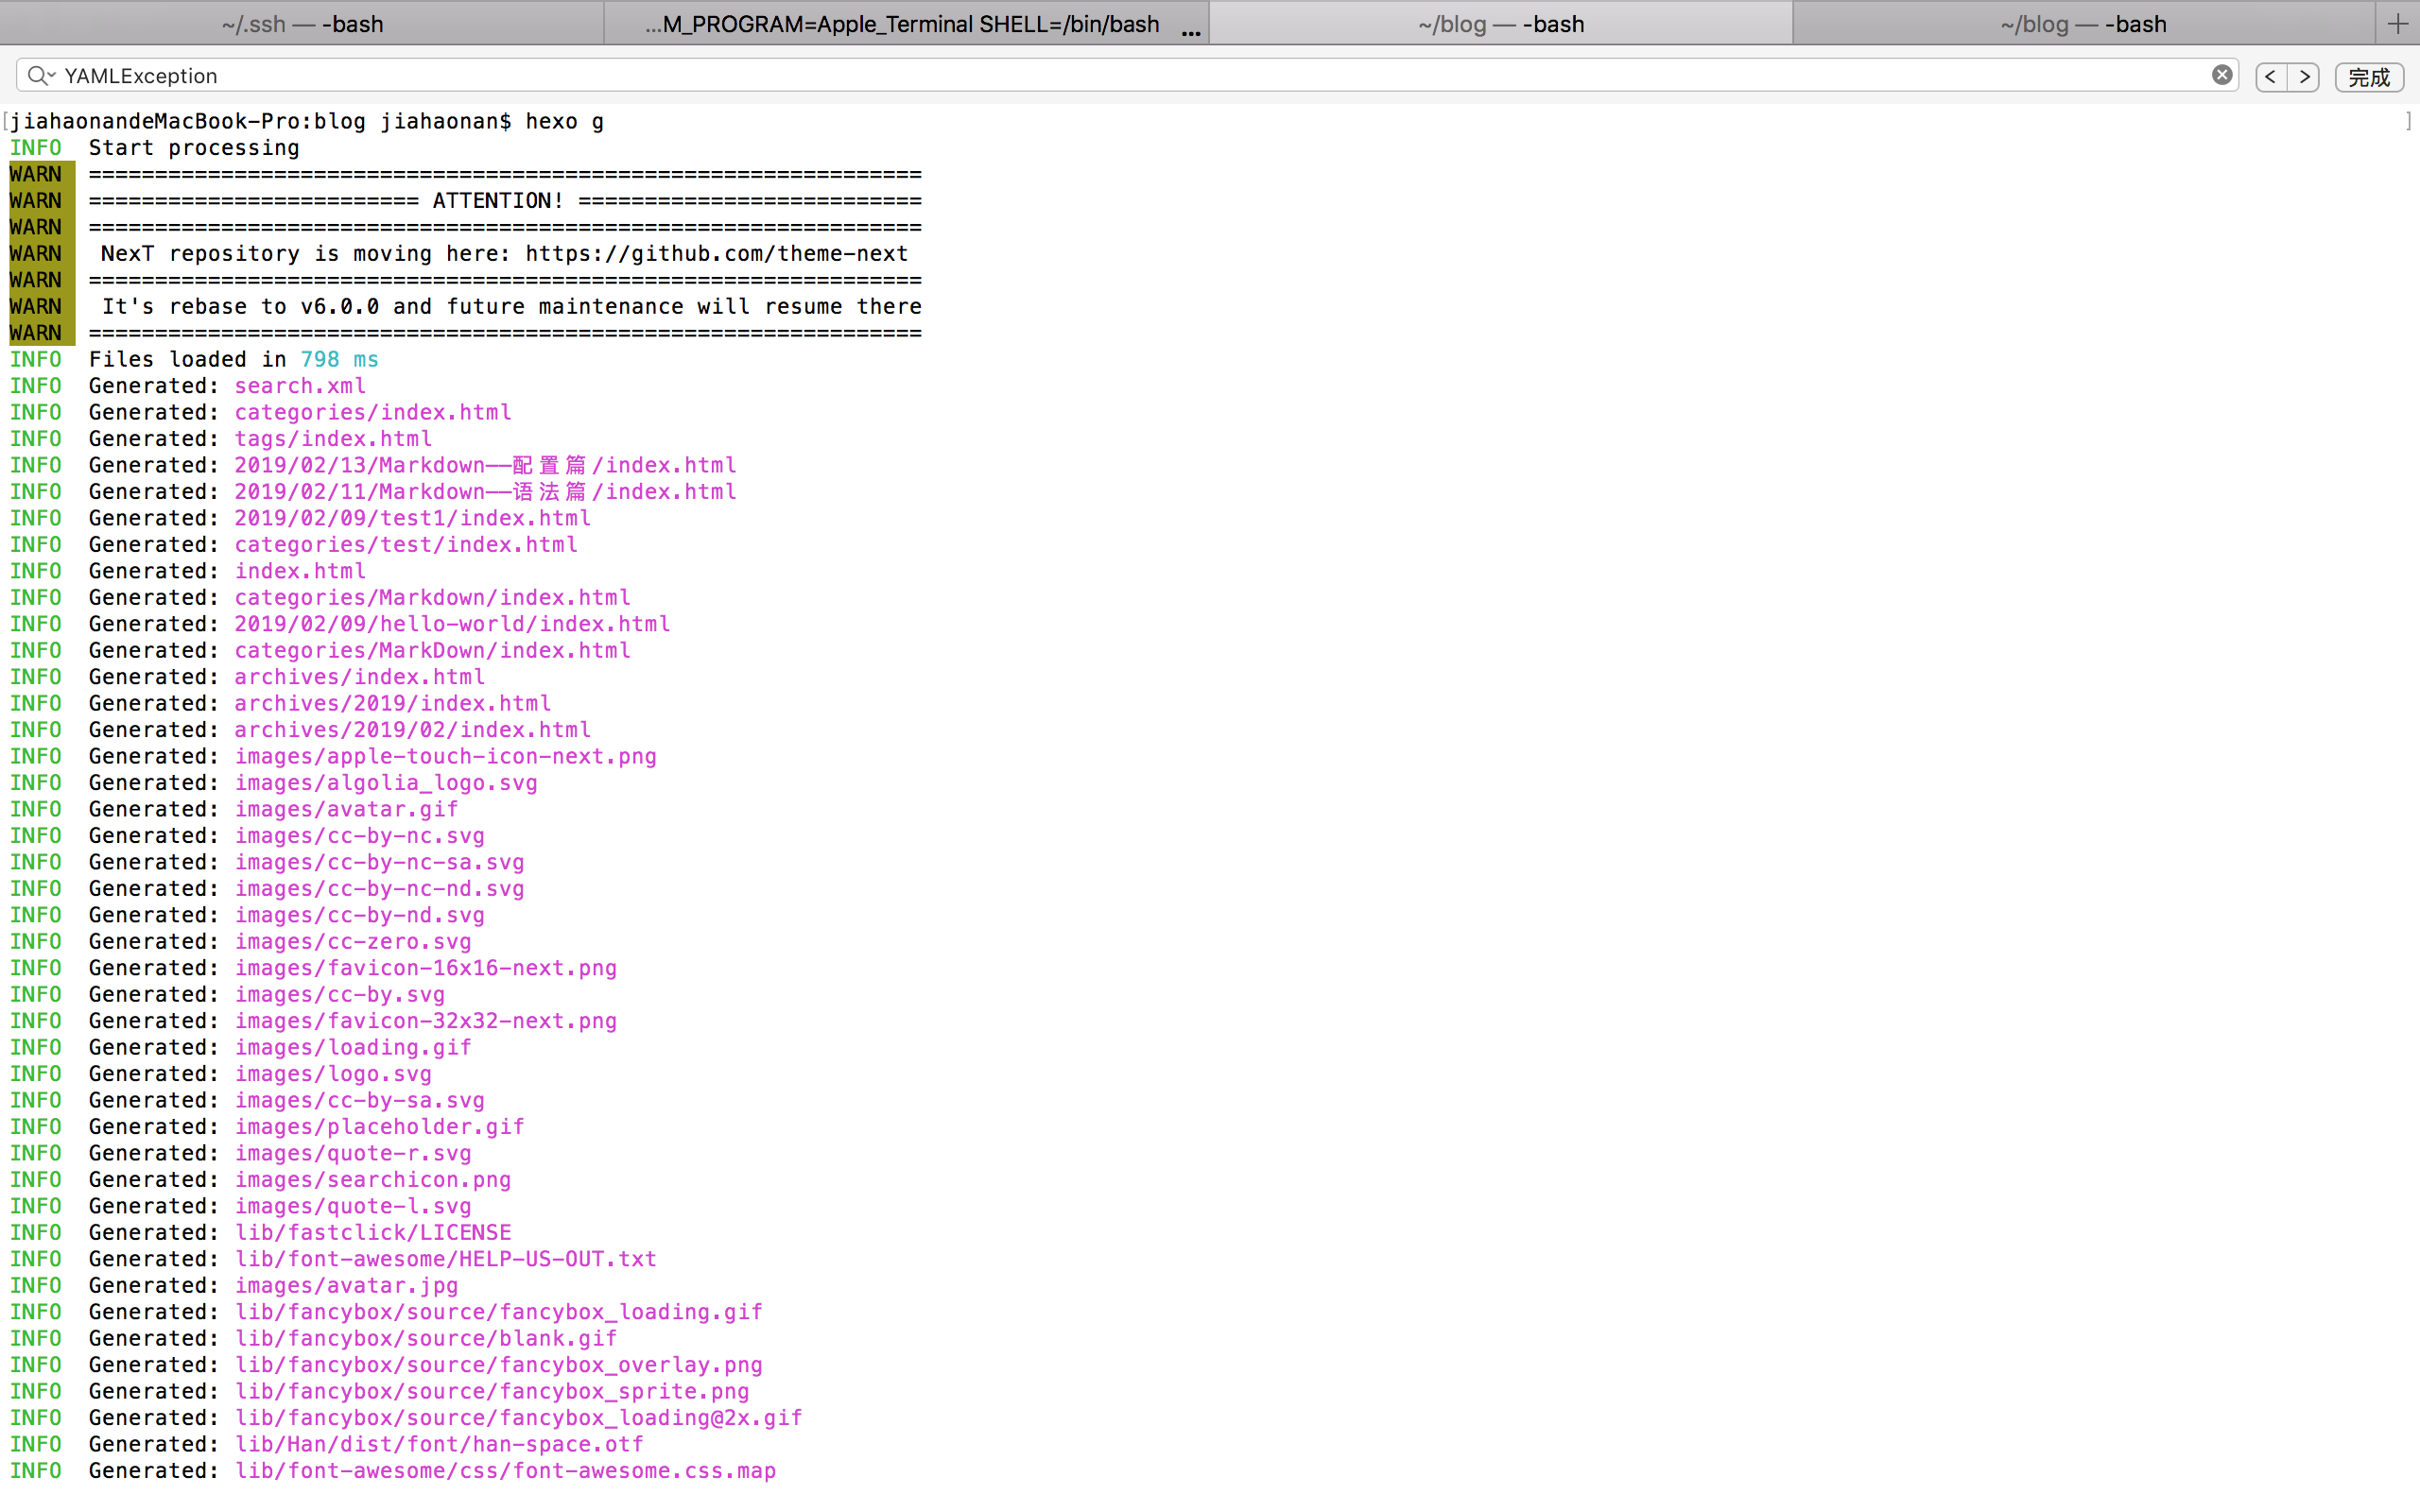 ~/.ssh — -bash
...M_PROGRAM=Apple_Terminal SHELL=/bin/bash ...
~/blog — -bash
~/blog — -bash
YAMLException
完成
[jiahaonandeMacBook-Pro:blog jiahaonan$ hexo g ]
INFO  Start processing
WARN  ===============================================================
WARN  ========================= ATTENTION! ==========================
WARN  ===============================================================
WARN   NexT repository is moving here: https://github.com/theme-next
WARN  ===============================================================
WARN   It's rebase to v6.0.0 and future maintenance will resume there
WARN  ===============================================================
INFO  Files loaded in 798 ms
INFO  Generated: search.xml
INFO  Generated: categories/index.html
INFO  Generated: tags/index.html
INFO  Generated: 2019/02/13/Markdown——配置篇/index.html
INFO  Generated: 2019/02/11/Markdown——语法篇/index.html
INFO  Generated: 2019/02/09/test1/index.html
INFO  Generated: categories/test/index.html
INFO  Generated: index.html
INFO  Generated: categories/Markdown/index.html
INFO  Generated: 2019/02/09/hello-world/index.html
INFO  Generated: categories/MarkDown/index.html
INFO  Generated: archives/index.html
INFO  Generated: archives/2019/index.html
INFO  Generated: archives/2019/02/index.html
INFO  Generated: images/apple-touch-icon-next.png
INFO  Generated: images/algolia_logo.svg
INFO  Generated: images/avatar.gif
INFO  Generated: images/cc-by-nc.svg
INFO  Generated: images/cc-by-nc-sa.svg
INFO  Generated: images/cc-by-nc-nd.svg
INFO  Generated: images/cc-by-nd.svg
INFO  Generated: images/cc-zero.svg
INFO  Generated: images/favicon-16x16-next.png
INFO  Generated: images/cc-by.svg
INFO  Generated: images/favicon-32x32-next.png
INFO  Generated: images/loading.gif
INFO  Generated: images/logo.svg
INFO  Generated: images/cc-by-sa.svg
INFO  Generated: images/placeholder.gif
INFO  Generated: images/quote-r.svg
INFO  Generated: images/searchicon.png
INFO  Generated: images/quote-l.svg
INFO  Generated: lib/fastclick/LICENSE
INFO  Generated: lib/font-awesome/HELP-US-OUT.txt
INFO  Generated: images/avatar.jpg
INFO  Generated: lib/fancybox/source/fancybox_loading.gif
INFO  Generated: lib/fancybox/source/blank.gif
INFO  Generated: lib/fancybox/source/fancybox_overlay.png
INFO  Generated: lib/fancybox/source/fancybox_sprite.png
INFO  Generated: lib/fancybox/source/fancybox_loading@2x.gif
INFO  Generated: lib/Han/dist/font/han-space.otf
INFO  Generated: lib/font-awesome/css/font-awesome.css.map